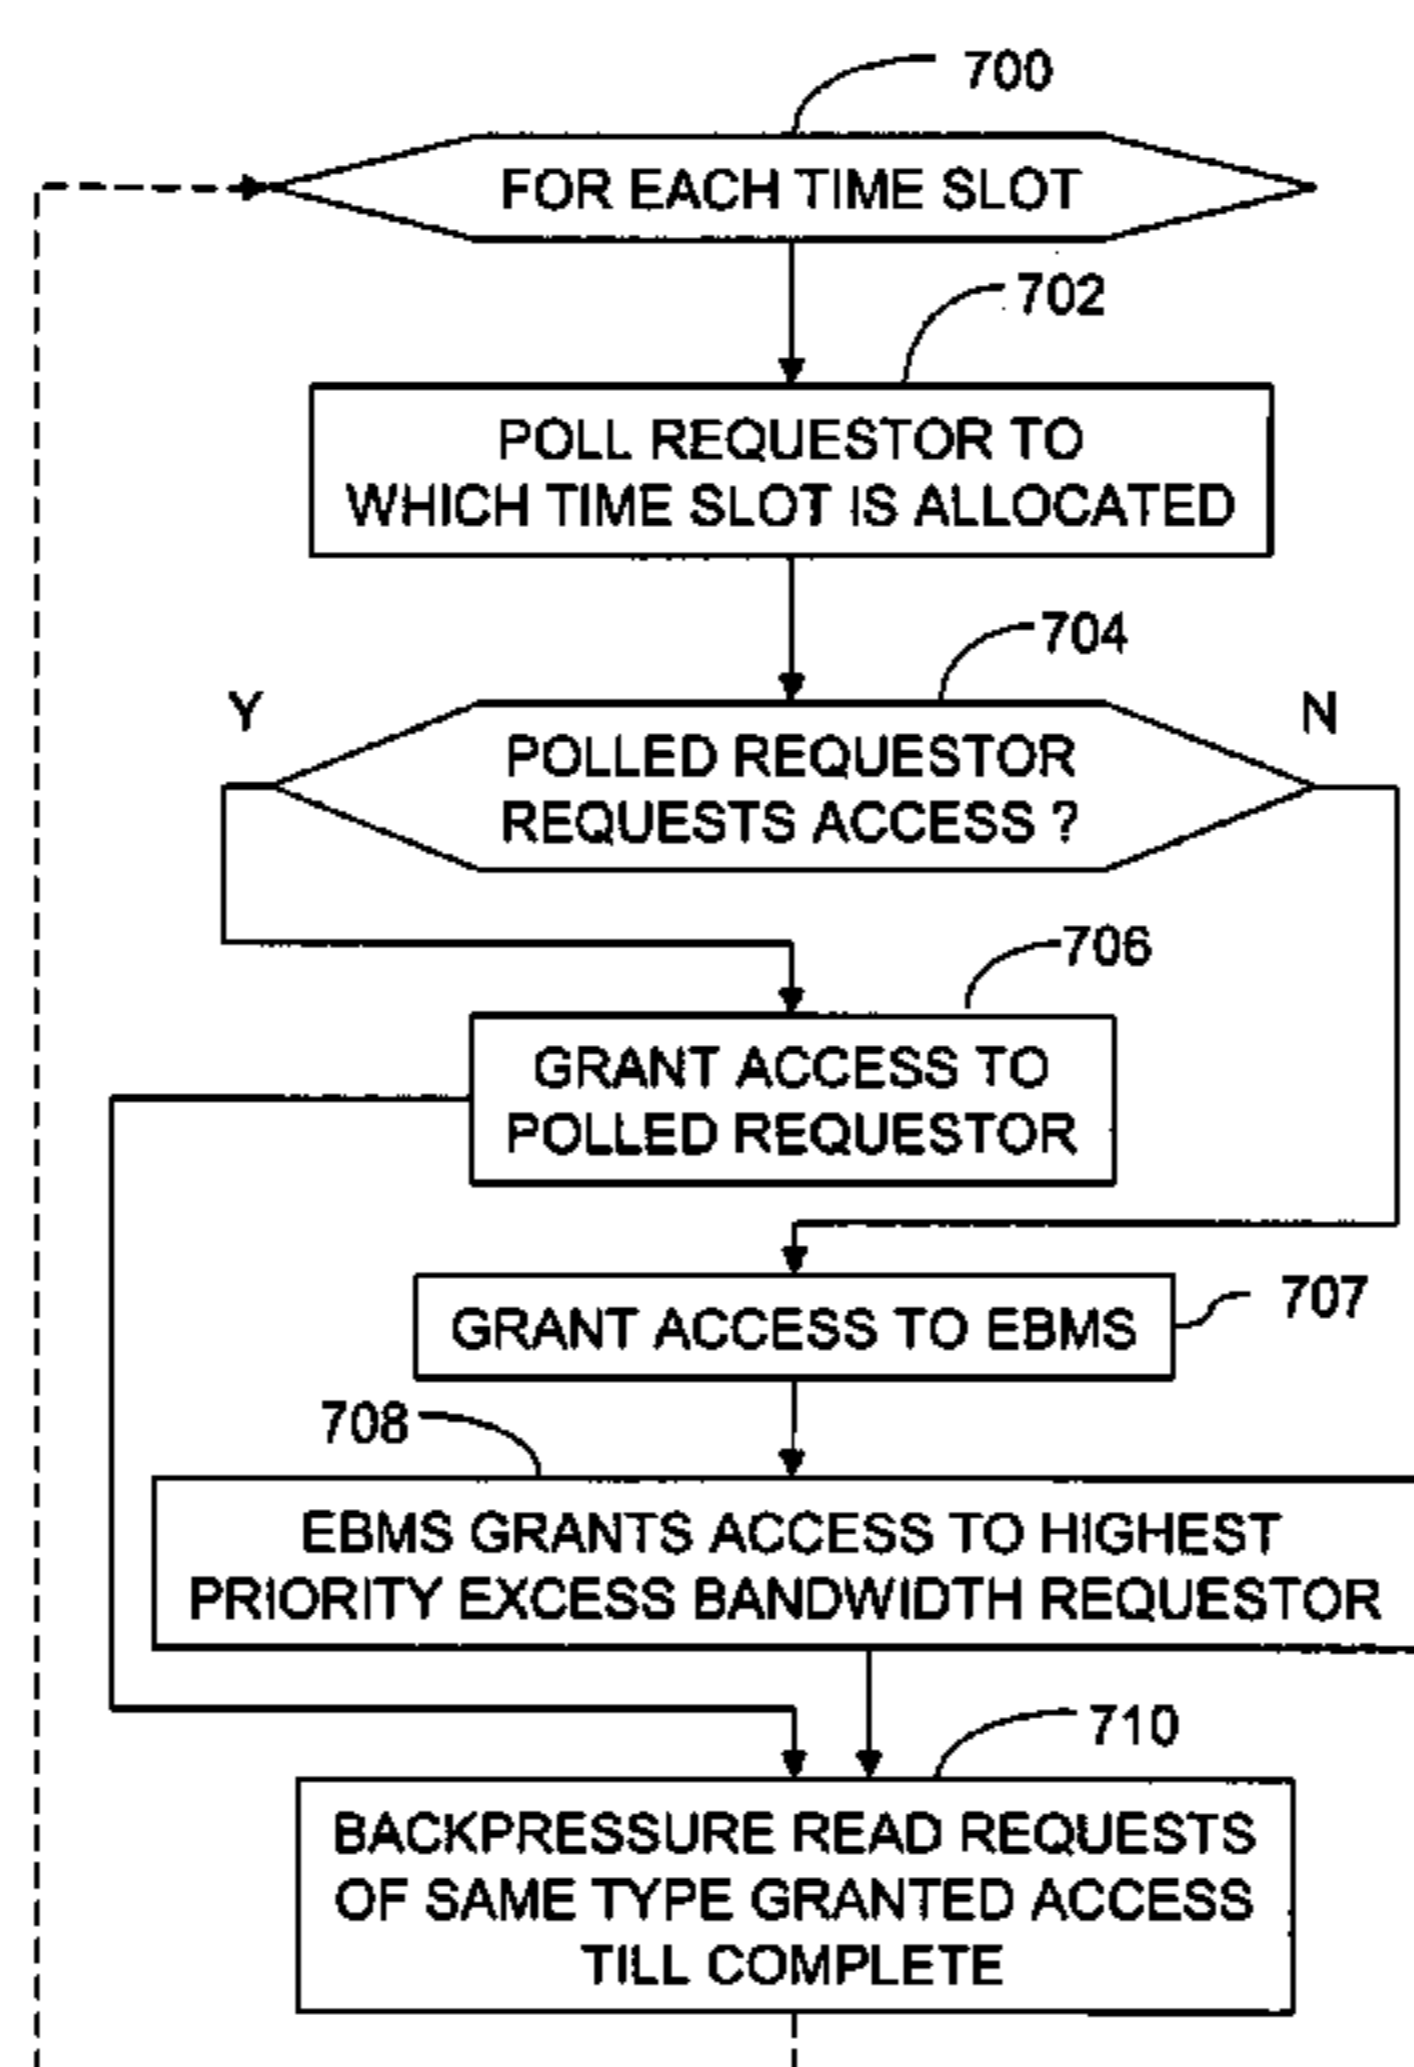 700
FOR EACH TIME SLOT
702
POLL REQUESTOR TO
WHICH TIME SLOT IS ALLOCATED
704
Y
N
POLLED REQUESTOR
REQUESTS ACCESS ?
706
GRANT ACCESS TO
POLLED REQUESTOR
GRANT ACCESS TO EBMS
707
708
EBMS GRANTS ACCESS TO HIGHEST
PRIORITY EXCESS BANDWIDTH REQUESTOR
710
BACKPRESSURE READ REQUESTS
OF SAME TYPE GRANTED ACCESS
TILL COMPLETE